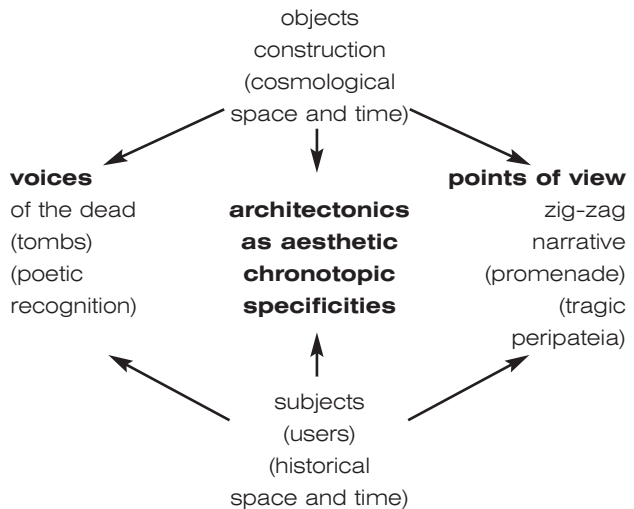 objects
construction
(cosmological
space and time)
voices
of the dead
(tombs)
(poetic
recognition)
architectonics
as aesthetic
chronotopic
specificities
points of view
zig-zag
narrative
(promenade)
(tragic
peripateia)
subjects
(users)
(historical
space and time)